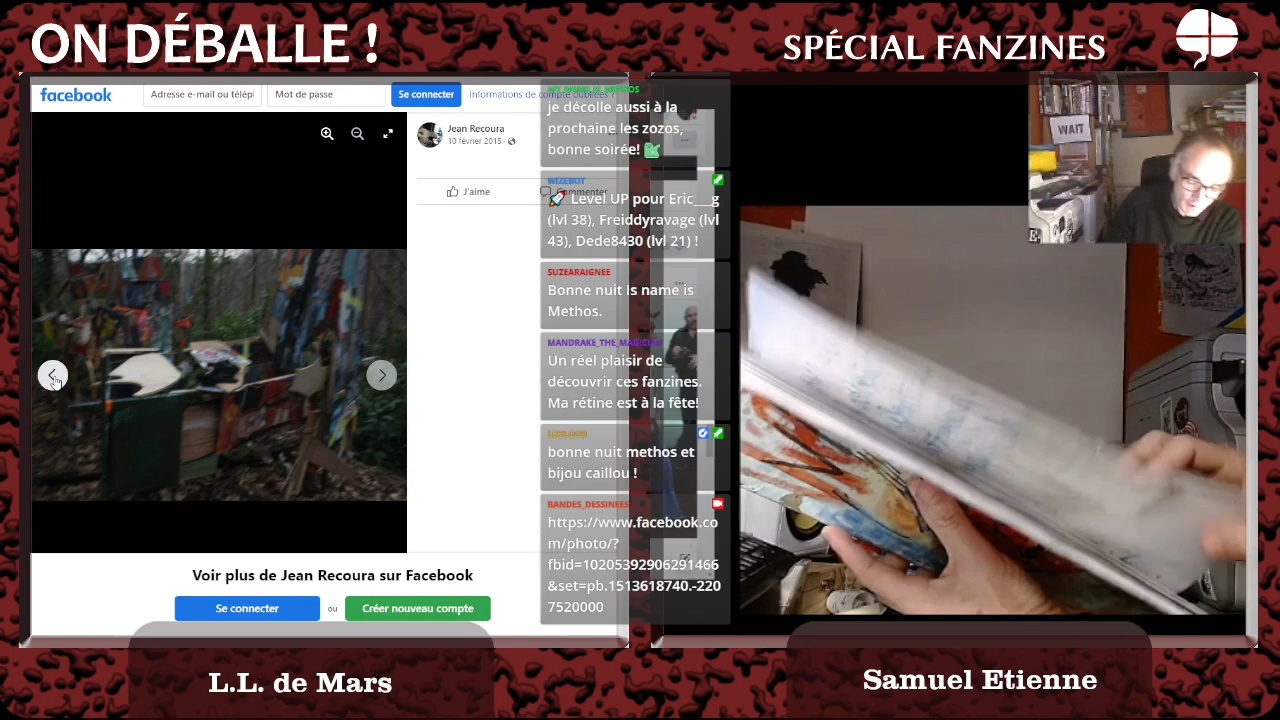 ON DÉBALLE !
SPÉCIAL FANZINES
facebook
Adresse e-mail ou télépl
Mot de passe
Se connecter
Informations de compte oubliées ?
Jean Recoura
10 février 2015
J'aime
Commenter
je décolle aussi à la
prochaine les zozos,
bonne soirée!
WIZEBOT
Level UP pour Eric___g
(lvl 38), Freiddyravage (lvl
43), Dede8430 (lvl 21) !
SUZEARAIGNEE
Bonne nuit Is name is
Methos.
MANDRAKE_THE_MAGICIAN
Un réel plaisir de
découvrir ces fanzines.
Ma rétine est à la fête!
bonne nuit methos et
bijou caillou !
BANDES_DESSINEES
https://www.facebook.co
m/photo/?
fbid=10205392906291466
&set=pb.1513618740.-220
7520000
Voir plus de Jean Recoura sur Facebook
Se connecter
ou
Créer nouveau compte
WAIT
L.L. de Mars
Samuel Etienne